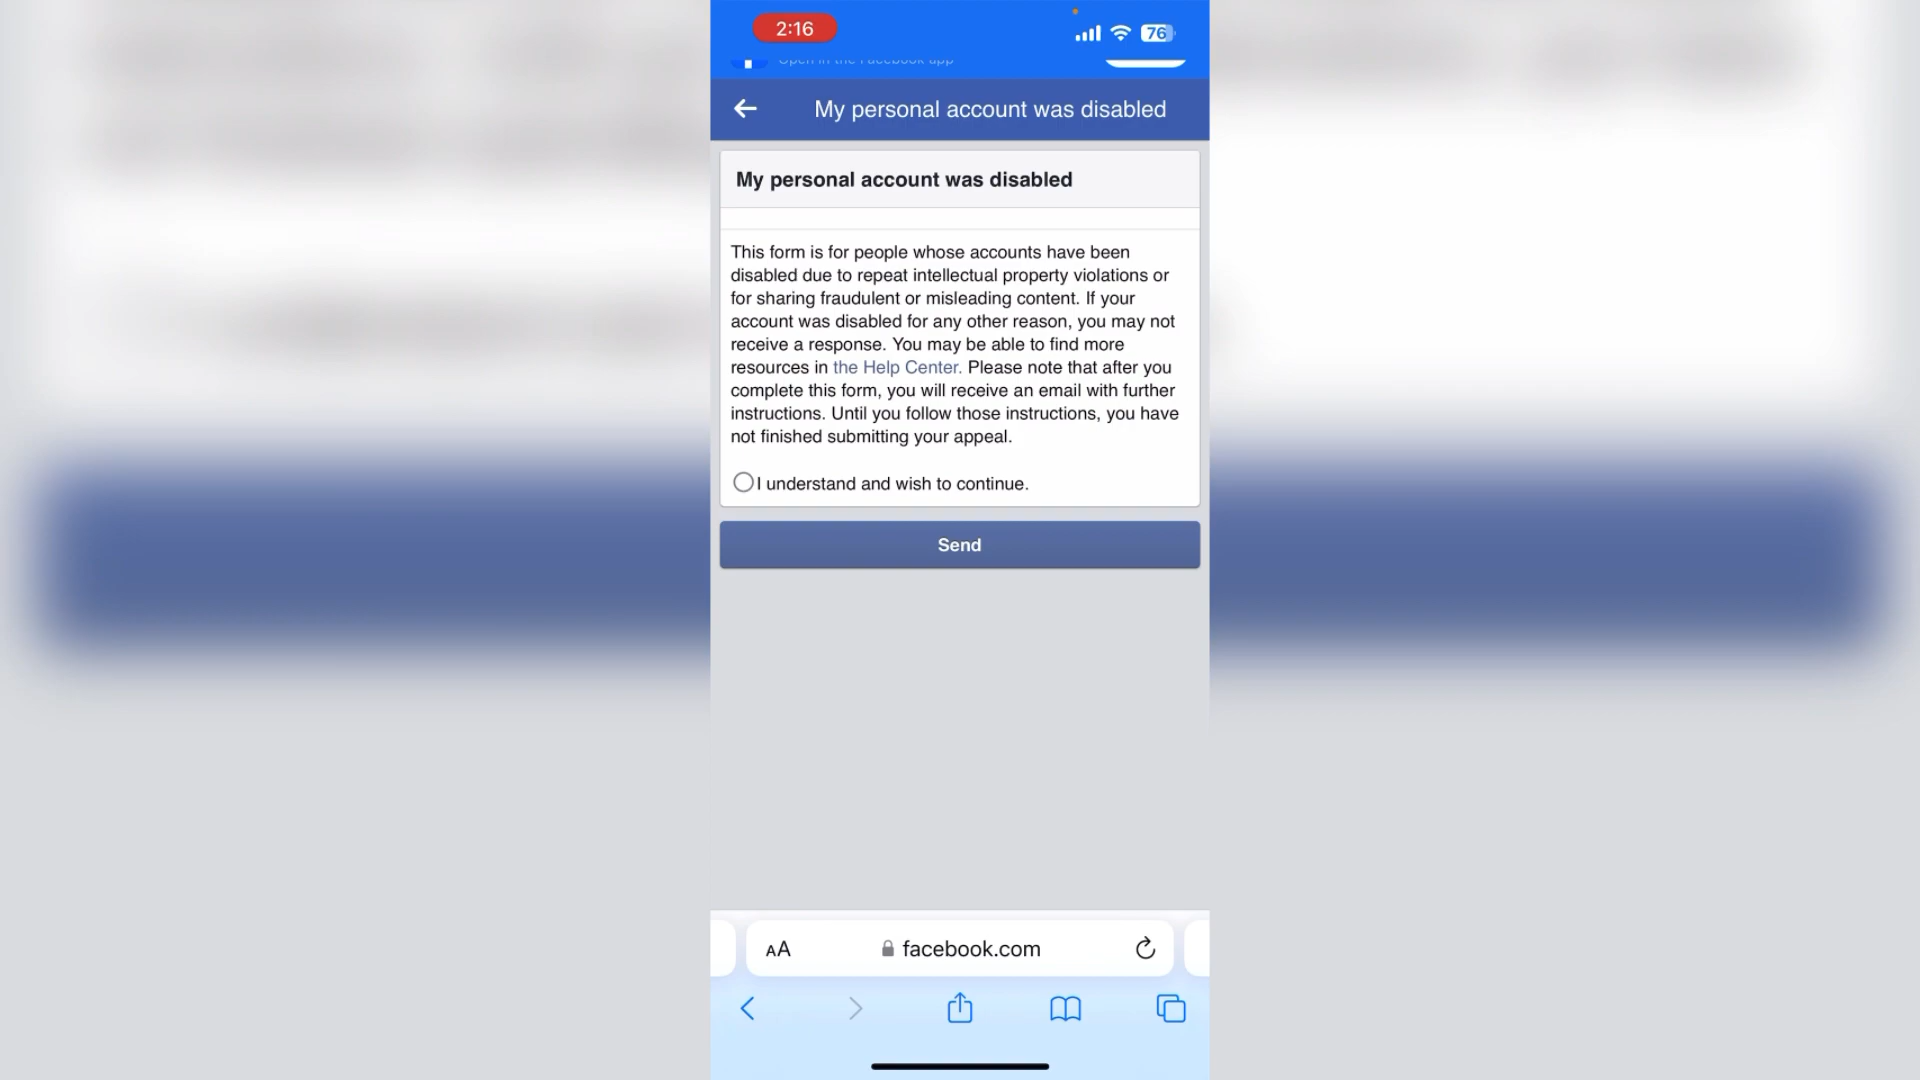 2:16
76
Open in the Facebook app
My personal account was disabled
My personal account was disabled
This form is for people whose accounts have been
disabled due to repeat intellectual property violations or
for sharing fraudulent or misleading content. If your
account was disabled for any other reason, you may not
receive a response. You may be able to find more
resources in the Help Center. Please note that after you
complete this form, you will receive an email with further
instructions. Until you follow those instructions, you have
not finished submitting your appeal.
I understand and wish to continue.
Send
AA
facebook.com